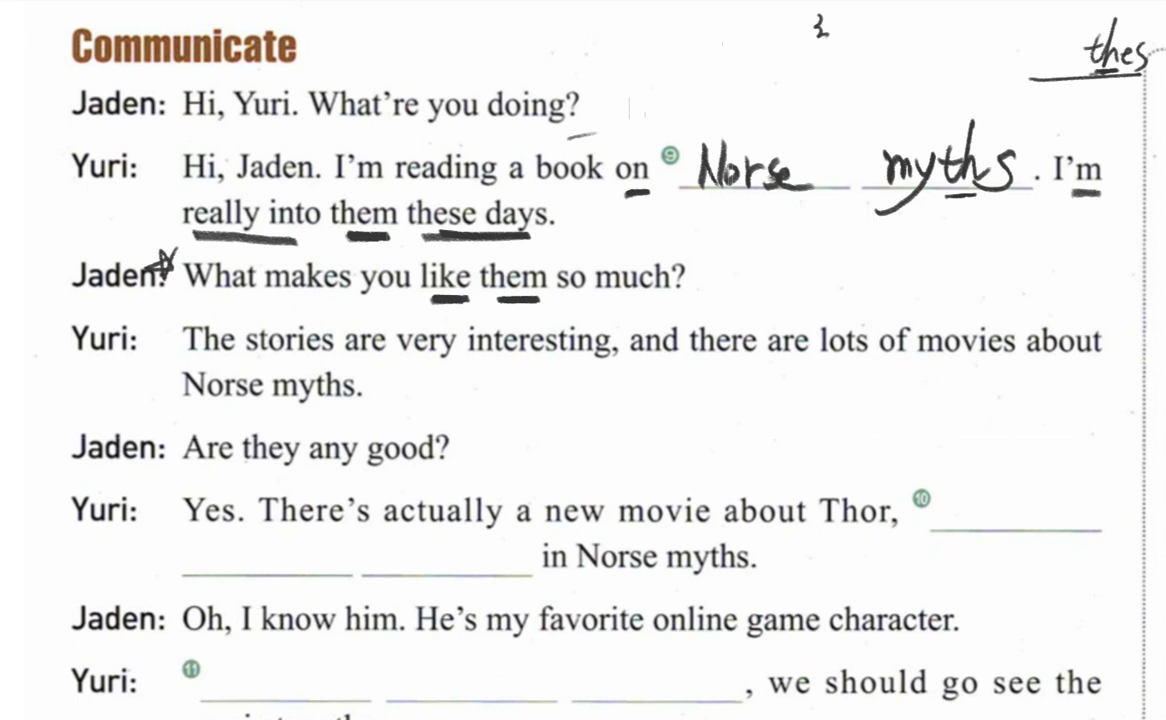 Communicate
thes
Jaden: Hi, Yuri. What're you doing?
Yuri: Hi, Jaden. I'm reading a book on ⑨ Norse myths. I'm
really into them these days.
Jaden: What makes you like them so much?
Yuri: The stories are very interesting, and there are lots of movies about
Norse myths.
Jaden: Are they any good?
Yuri: Yes. There's actually a new movie about Thor, ⑩
in Norse myths.
Jaden: Oh, I know him. He's my favorite online game character.
Yuri: ⑪ , we should go see the